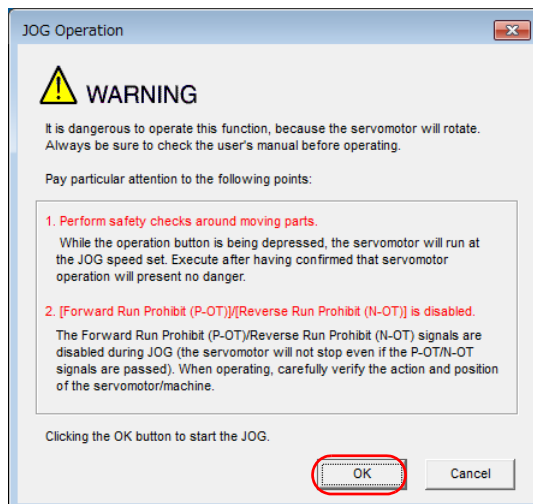 JOG Operation
WARNING
It is dangerous to operate this function, because the servomotor will rotate.
Always be sure to check the user's manual before operating.
Pay particular attention to the following points:
1. Perform safety checks around moving parts.
While the operation button is being depressed, the servomotor will run at
the JOG speed set. Execute after having confirmed that servomotor
operation will present no danger.
2. [Forward Run Prohibit (P-OT)]/[Reverse Run Prohibit (N-OT)] is disabled.
The Forward Run Prohibit (P-OT)/Reverse Run Prohibit (N-OT) signals are
disabled during JOG (the servomotor will not stop even if the P-OT/N-OT
signals are passed). When operating, carefully verify the action and position
of the servomotor/machine.
Clicking the OK button to start the JOG.
OK
Cancel